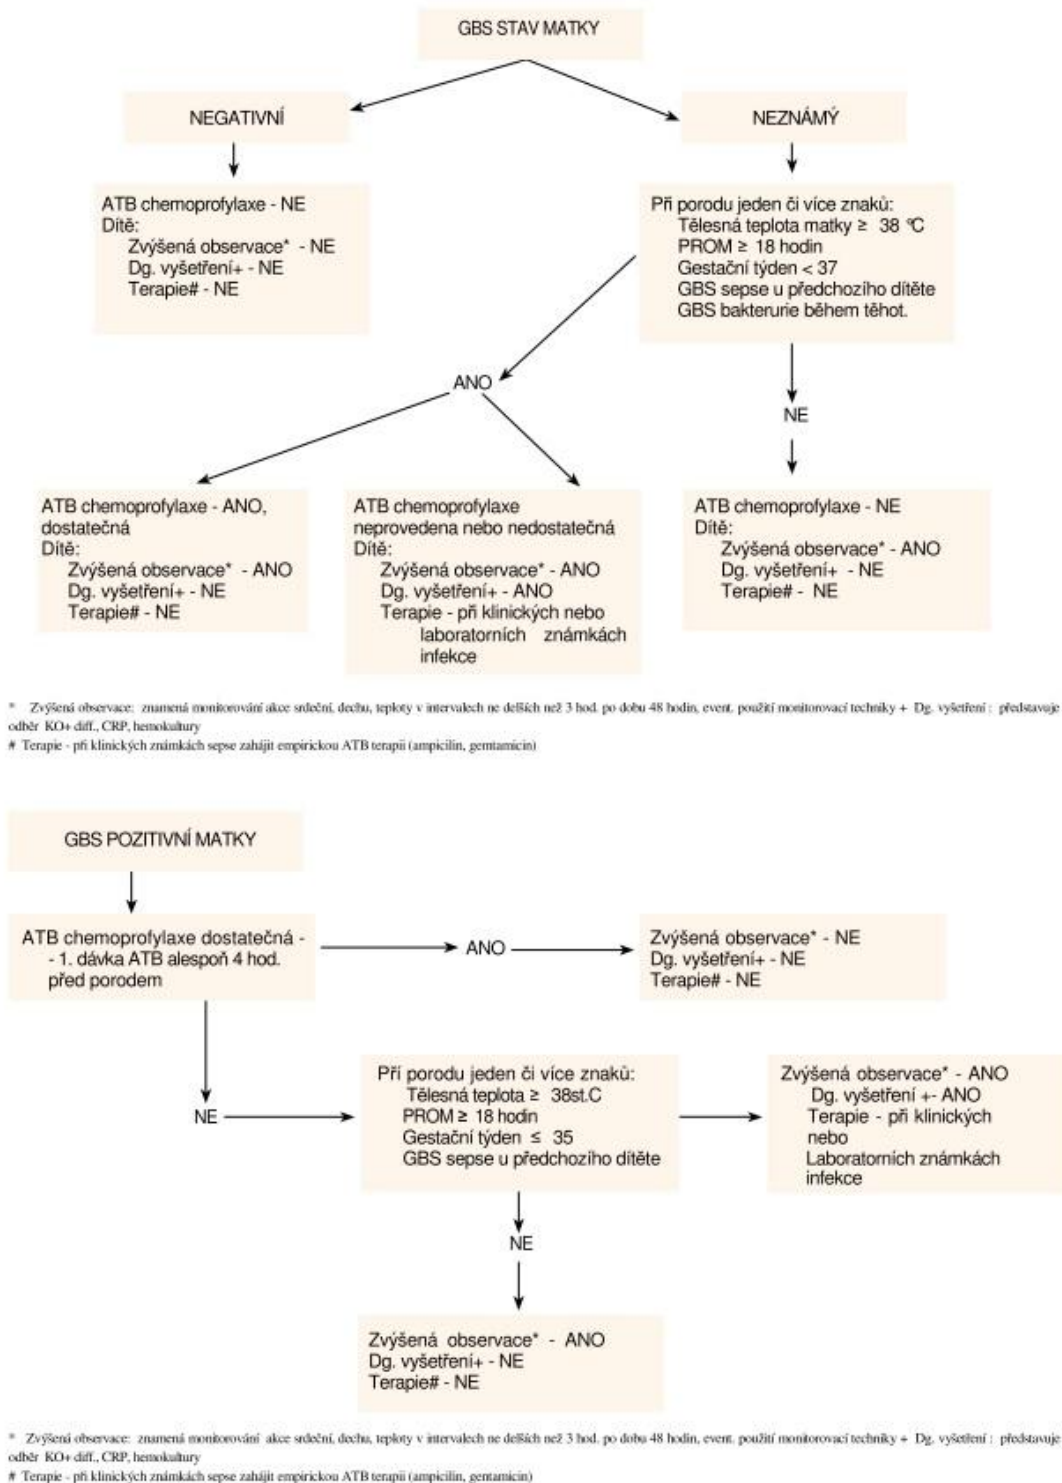 GBS STAV MATKY
NEGATIVNÍ
NEZNÁMÝ
ATB chemoprofylaxe - NE
Dítě:
Zvýšená observace* - NE
Dg. vyšetření+ - NE
Terapie# - NE
Při porodu jeden či více znaků:
Tělesná teplota matky ≥ 38 °C
PROM ≥ 18 hodin
Gestační týden < 37
GBS sepse u předchozího dítěte
GBS bakterurie během těhot.
ANO
NE
ATB chemoprofylaxe - ANO,
dostatečná
Dítě:
Zvýšená observace* - ANO
Dg. vyšetření+ - NE
Terapie# - NE
ATB chemoprofylaxe
neprovedena nebo nedostatečná
Dítě:
Zvýšená observace* - ANO
Dg. vyšetření+ - ANO
Terapie - při klinických nebo
laboratorních známkách
infekce
ATB chemoprofylaxe - NE
Dítě:
Zvýšená observace* - ANO
Dg. vyšetření+ - NE
Terapie# - NE
* Zvýšená observace: znamená monitorování akce srdeční, dechu, teploty v intervalech ne delších než 3 hod. po dobu 48 hodin, event. použití monitorovací techniky + Dg. vyšetření : představuje
odběr KO+ diff., CRP, hemokultury
# Terapie - při klinických známkách sepse zahájit empirickou ATB terapii (ampicilin, gemtamicin)
GBS POZITIVNÍ MATKY
ATB chemoprofylaxe dostatečná -
- 1. dávka ATB alespoň 4 hod.
před porodem
ANO
Zvýšená observace* - NE
Dg. vyšetření+ - NE
Terapie# - NE
NE
Pří porodu jeden či více znaků:
Tělesná teplota ≥ 38st.C
PROM ≥ 18 hodin
Gestační týden ≤ 35
GBS sepse u předchozího dítěte
Zvýšená observace* - ANO
Dg. vyšetření +- ANO
Terapie - při klinických
nebo
Laboratorních známkách
infekce
NE
Zvýšená observace* - ANO
Dg. vyšetření+ - NE
Terapie# - NE
* Zvýšená observace: znamená monitorování akce srdeční, dechu, teploty v intervalech ne delších než 3 hod. po dobu 48 hodin, event. použití monitorovací techniky + Dg. vyšetření : představuje
odběr KO+ diff., CRP, hemokultury
# Terapie - při klinických známkách sepse zahájit empirickou ATB terapii (ampicilin, gentamicin)